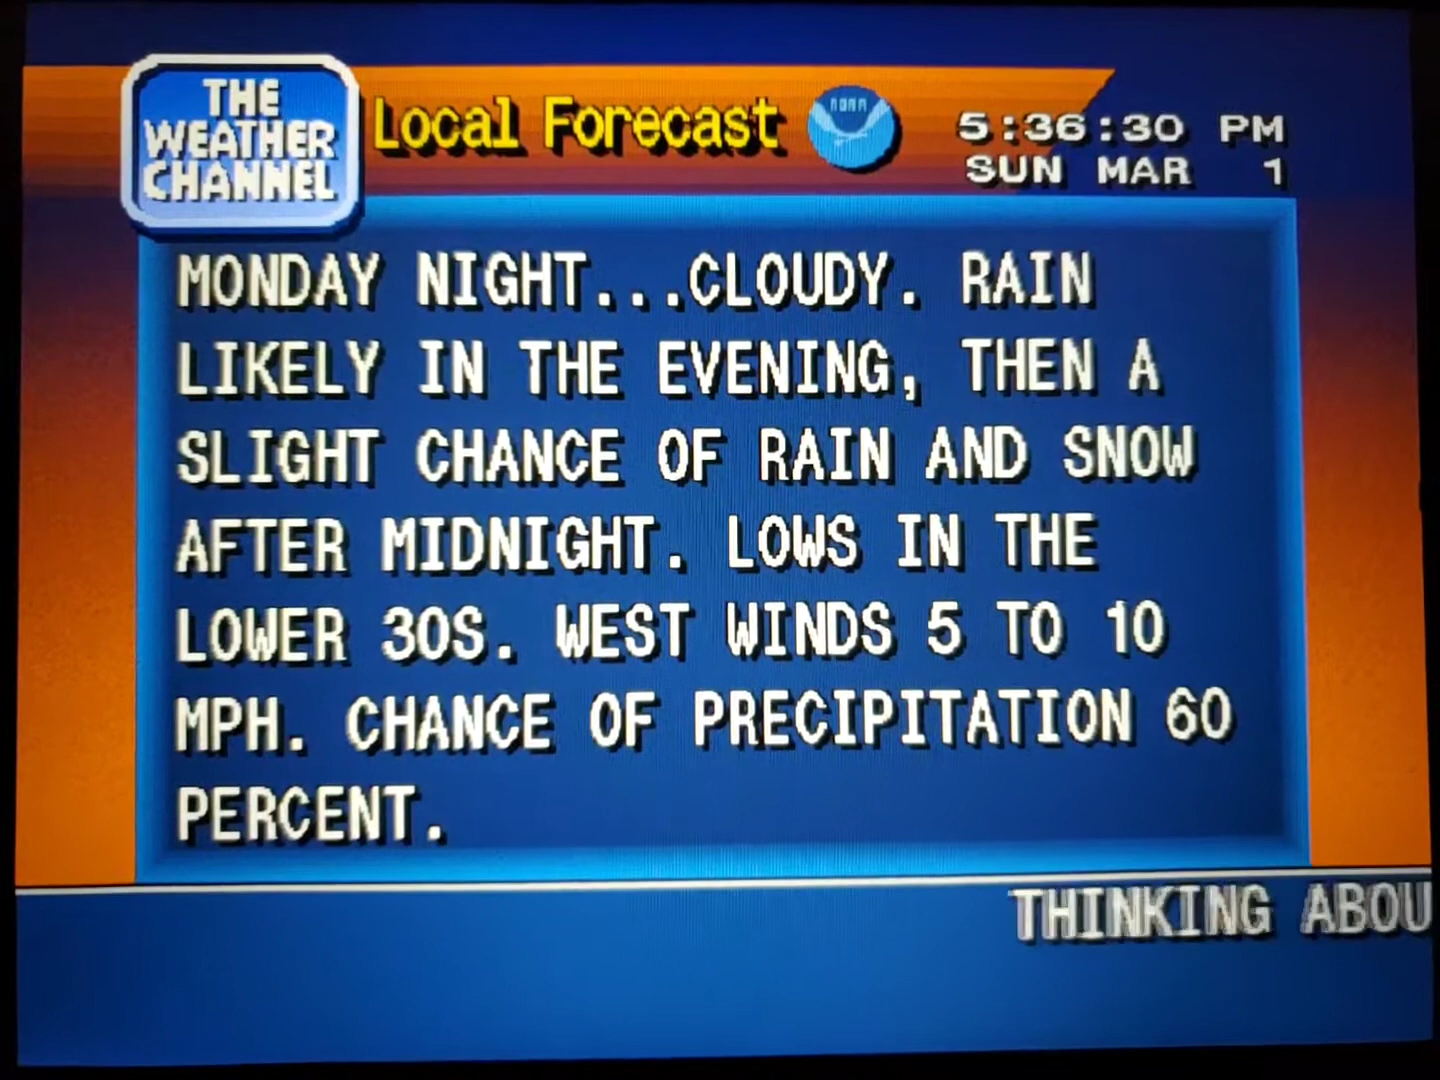 THE
WEATHER
CHANNEL
Local Forecast
NOAA
5:36:30 PM
SUN MAR 1
MONDAY NIGHT...CLOUDY. RAIN
LIKELY IN THE EVENING, THEN A
SLIGHT CHANCE OF RAIN AND SNOW
AFTER MIDNIGHT. LOWS IN THE
LOWER 30S. WEST WINDS 5 TO 10
MPH. CHANCE OF PRECIPITATION 60
PERCENT.
THINKING ABOU